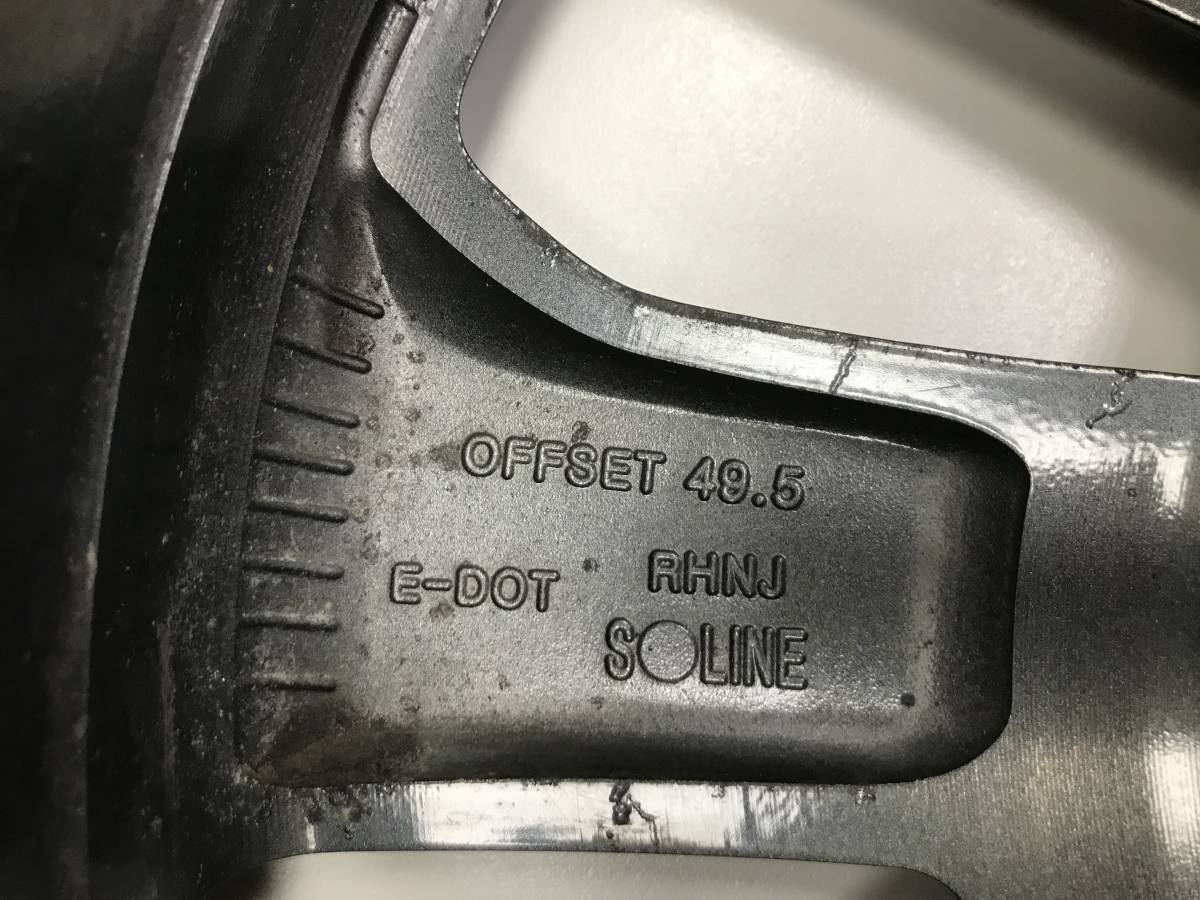 OFFSET 49.5
E-DOT RHNJ
SOLINE